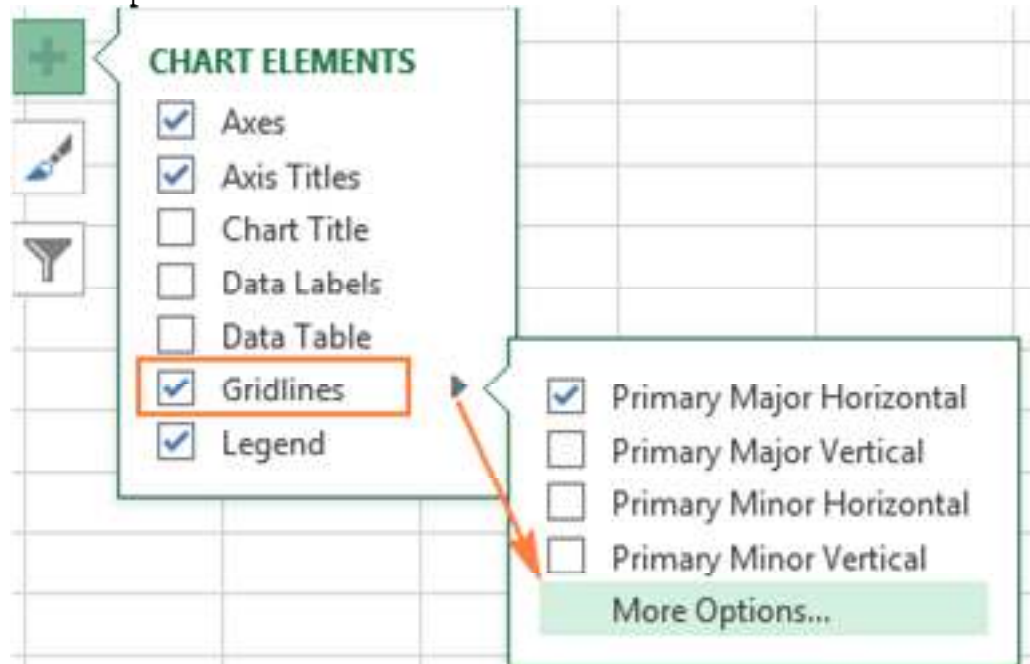 CHART ELEMENTS
Axes
Axis Titles
Chart Title
Data Labels
Data Table
Gridlines
Legend
Primary Major Horizontal
Primary Major Vertical
Primary Minor Horizontal
Primary Minor Vertical
More Options...